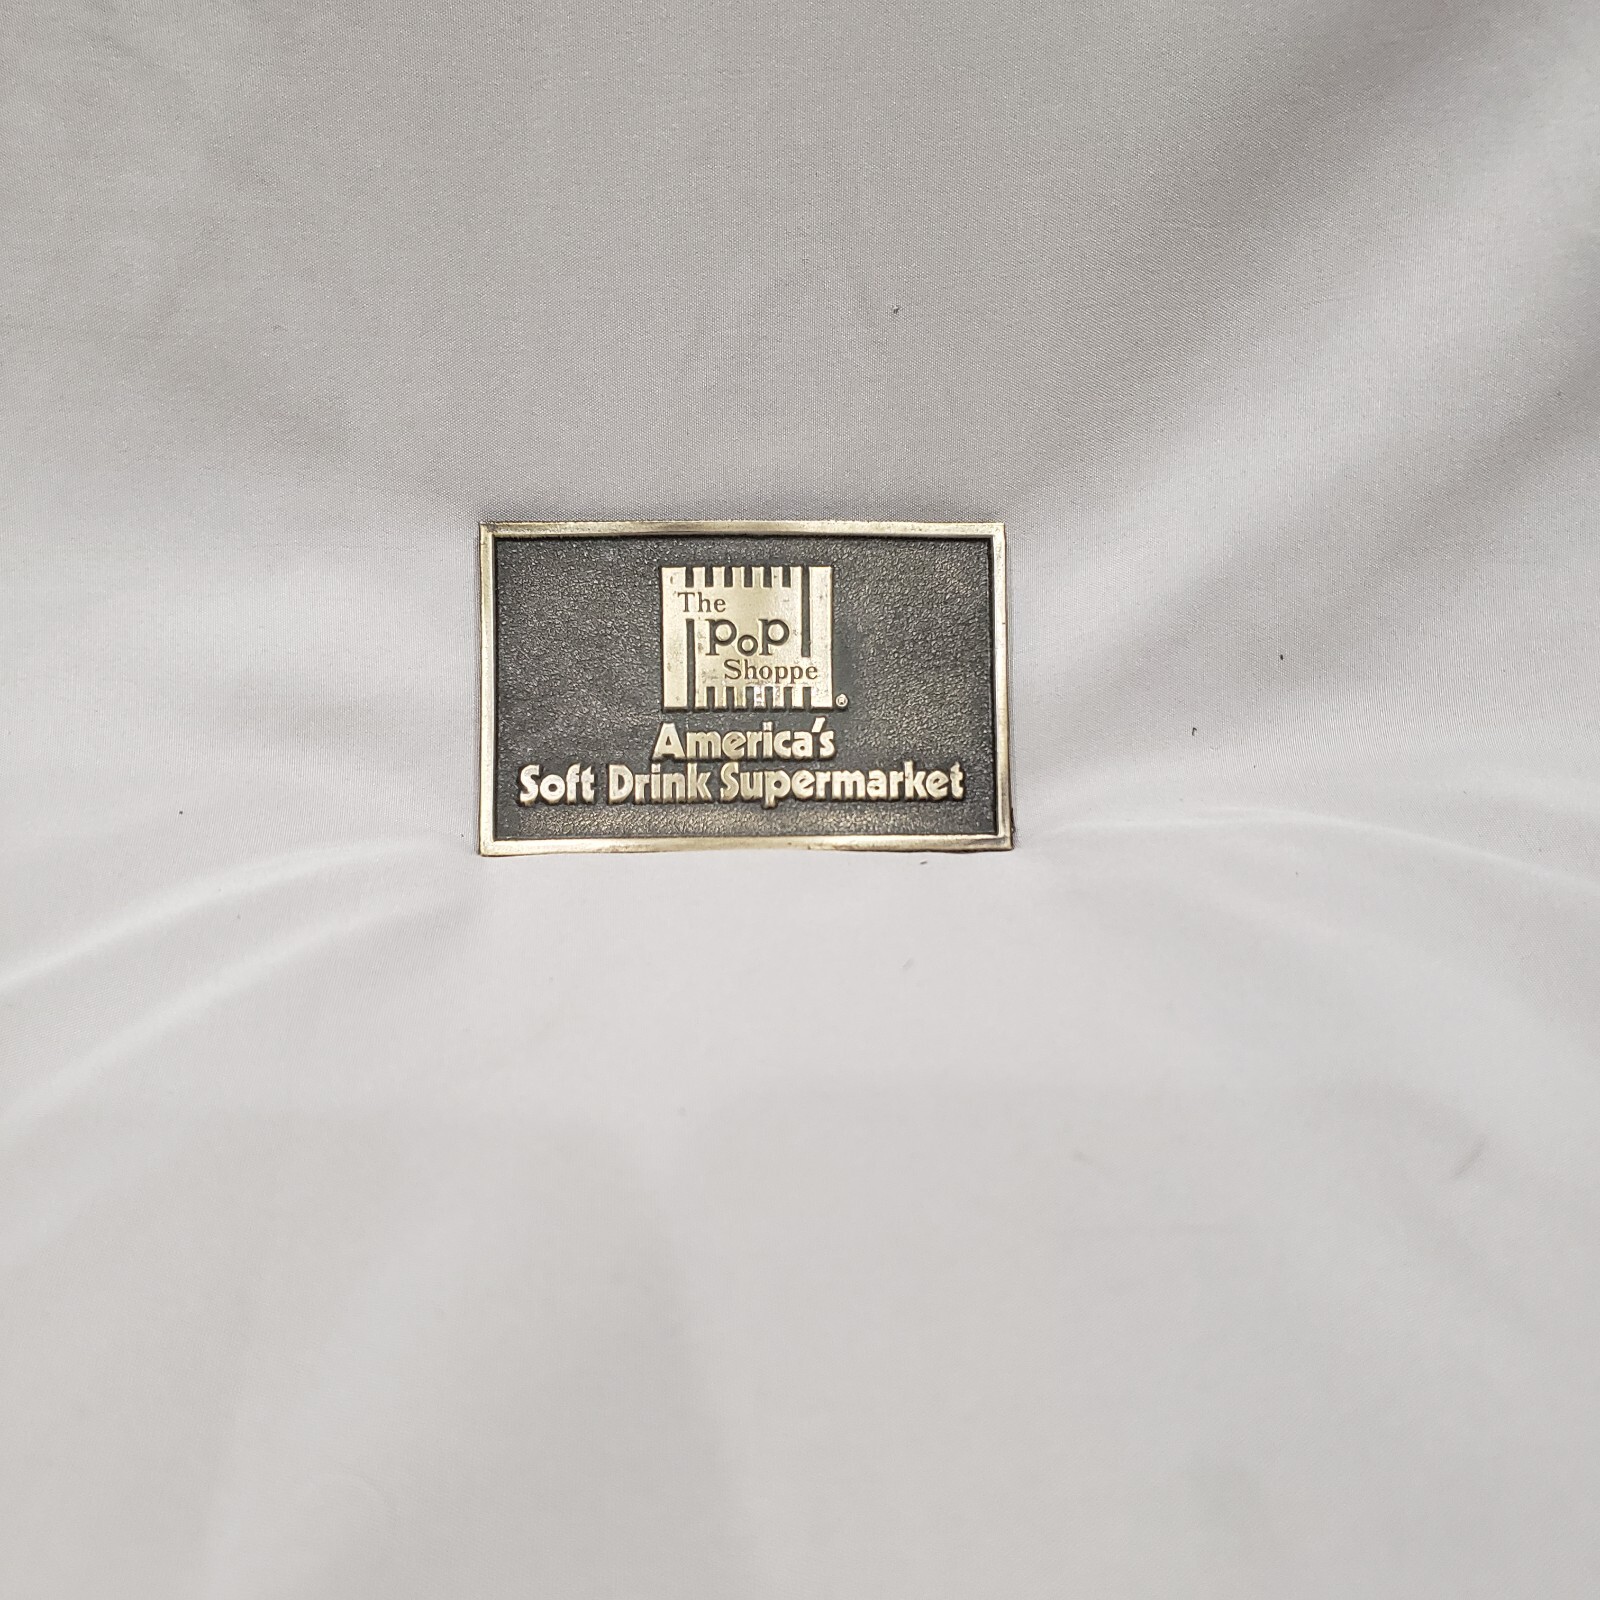 The
PoP
Shoppe
®
America's
Soft Drink Supermarket